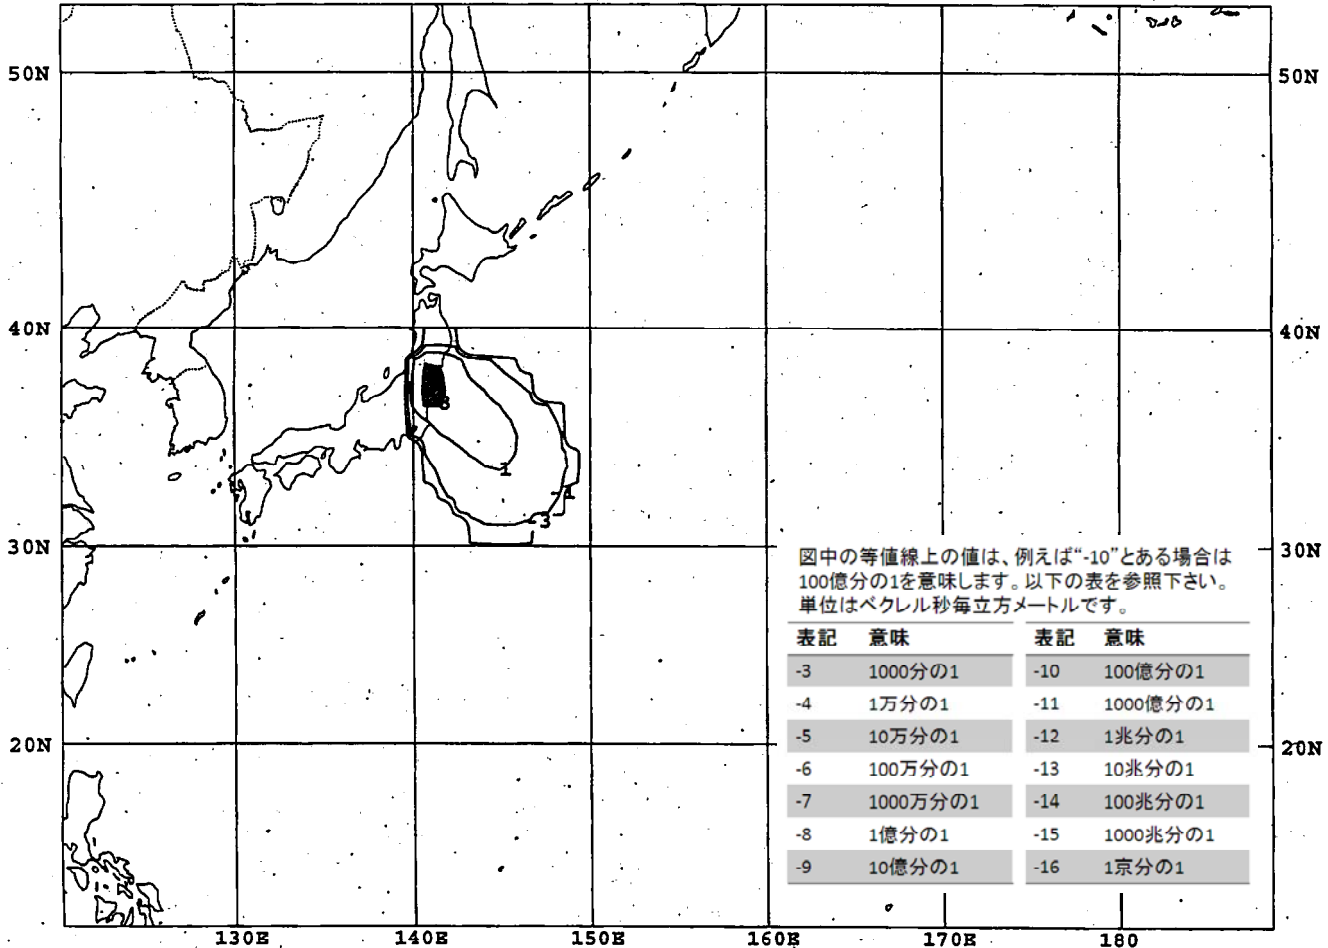 50N
50N
40N
40N
3
1
-1
-3
30N
30N
図中の等値線上の値は、例えば“-10”とある場合は
100億分の1を意味します。以下の表を参照下さい。
単位はベクレル秒毎立方メートルです。
表記 意味 表記 意味
-3 1000分の1 -10 100億分の1
-4 1万分の1 -11 1000億分の1
-5 10万分の1 -12 1兆分の1
-6 100万分の1 -13 10兆分の1
-7 1000万分の1 -14 100兆分の1
-8 1億分の1 -15 1000兆分の1
-9 10億分の1 -16 1京分の1
20N
20N
130E 140E 150E 160E 170E 180